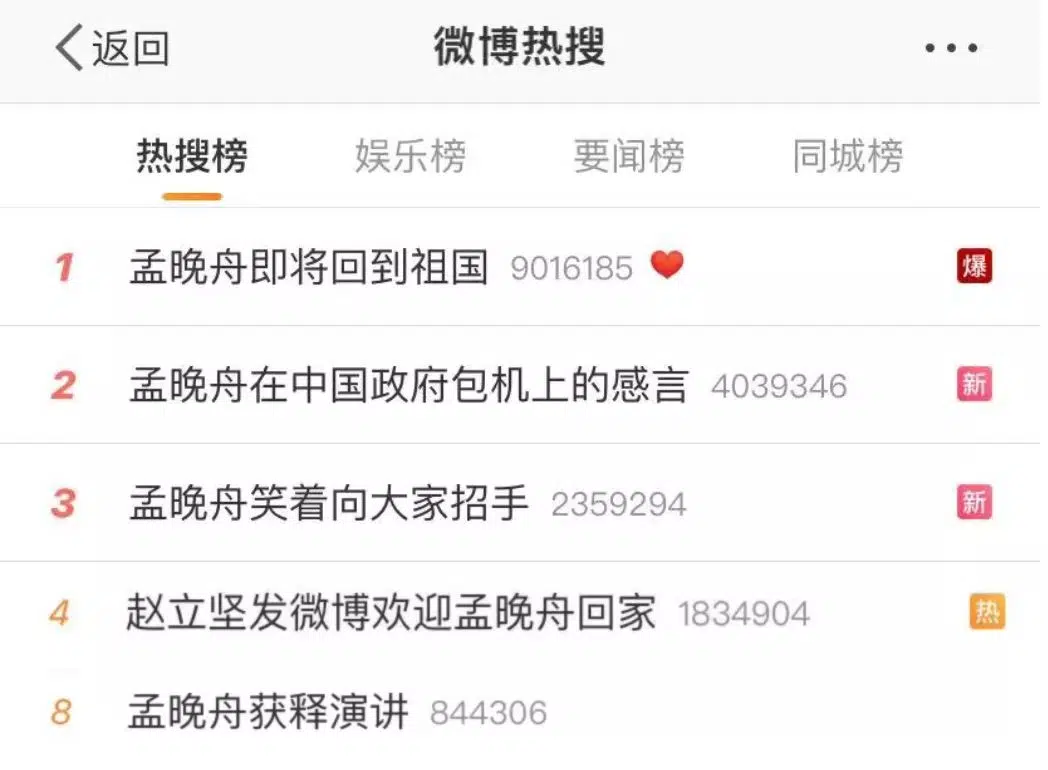 返回 微博热搜 ...
热搜榜 娱乐榜 要闻榜 同城榜
1 孟晚舟即将回到祖国 9016185 ❤️ 爆
2 孟晚舟在中国政府包机上的感言 4039346 新
3 孟晚舟笑着向大家招手 2359294 新
4 赵立坚发微博欢迎孟晚舟回家 1834904 热
8 孟晚舟获释演讲 844306